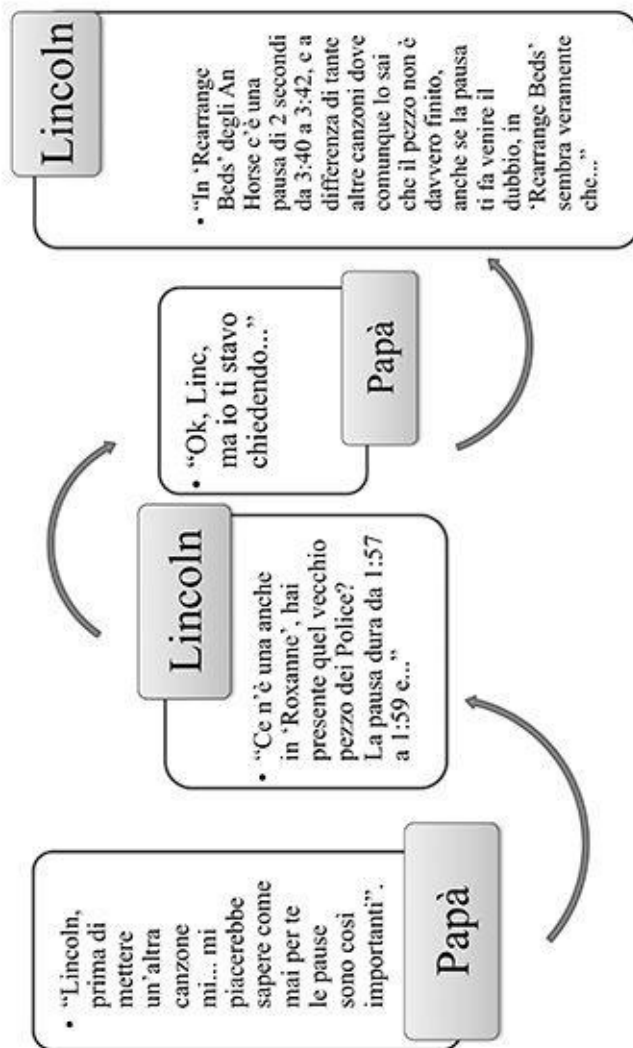 • “Lincoln,
prima di
mettere
un’altra
canzone
mi... mi
piacerebbe
sapere come
mai per te
le pause
sono così
importanti”.
Papà
Lincoln
• “Ce n’è una anche
in ‘Roxanne’, hai
presente quel vecchio
pezzo dei Police?
La pausa dura da 1:57
a 1:59 e...”
• “Ok, Linc,
ma io ti stavo
chiedendo...”
Papà
Lincoln
• “In ‘Rearrange
Beds’ degli An
Horse c’è una
pausa di 2 secondi
da 3:40 a 3:42, e a
differenza di tante
altre canzoni dove
comunque lo sai
che il pezzo non è
davvero finito,
anche se la pausa
ti fa venire il
dubbio, in
‘Rearrange Beds’
sembra veramente
che...”